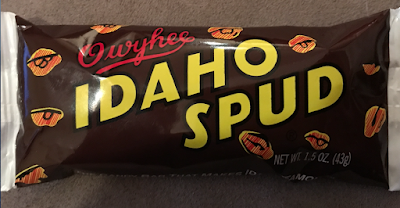 Owyhee
IDAHO
SPUD
NET WT. 1.5 OZ. (43g)